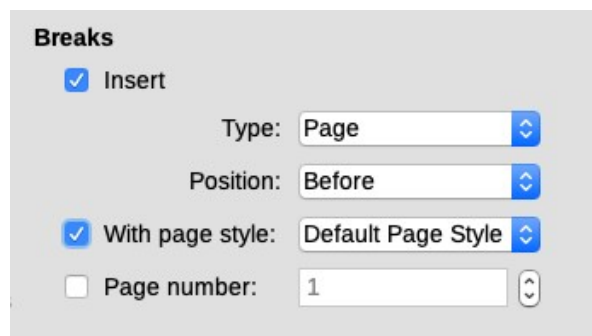 Breaks
Insert
Type: Page
Position: Before
With page style: Default Page Style
Page number: 1